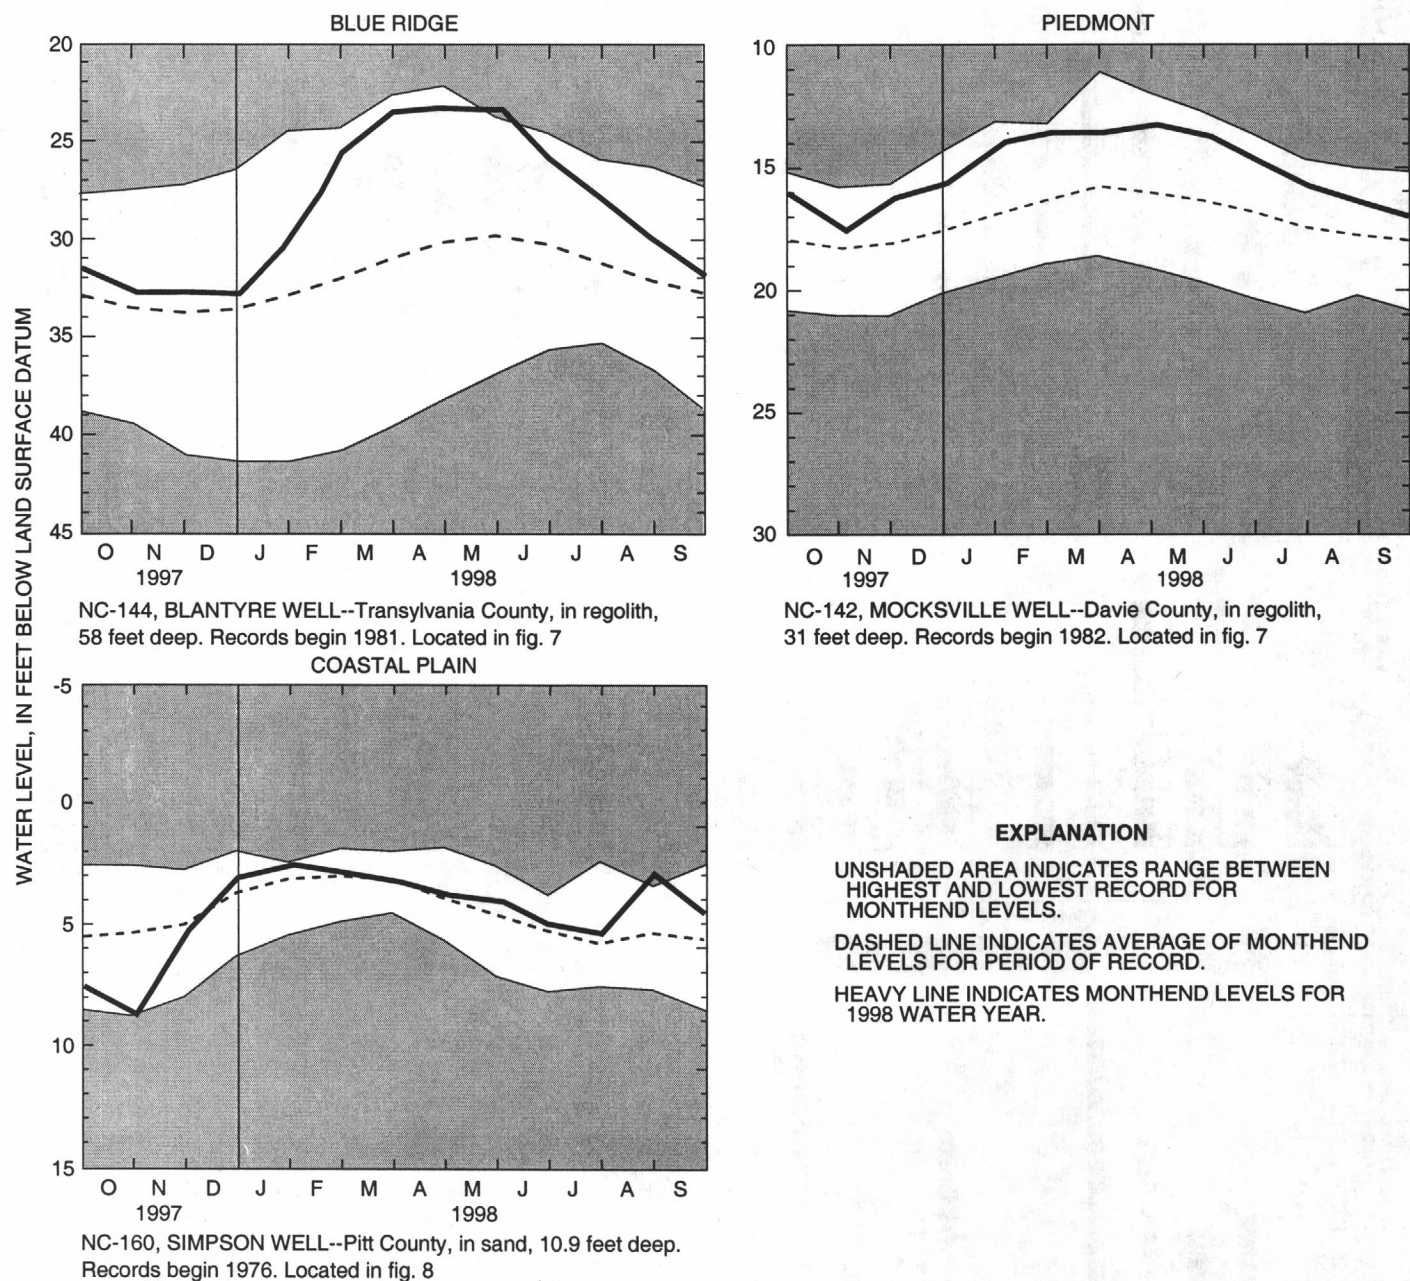 WATER LEVEL, IN FEET BELOW LAND SURFACE DATUM
BLUE RIDGE
20
25
30
35
40
45
O N D J F M A M J J A S
1997 1998
NC-144, BLANTYRE WELL--Transylvania County, in regolith,
58 feet deep. Records begin 1981. Located in fig. 7
PIEDMONT
10
15
20
25
30
O N D J F M A M J J A S
1997 1998
NC-142, MOCKSVILLE WELL--Davie County, in regolith,
31 feet deep. Records begin 1982. Located in fig. 7
COASTAL PLAIN
-5
0
5
10
15
O N D J F M A M J J A S
1997 1998
NC-160, SIMPSON WELL--Pitt County, in sand, 10.9 feet deep.
Records begin 1976. Located in fig. 8
EXPLANATION
UNSHADED AREA INDICATES RANGE BETWEEN
HIGHEST AND LOWEST RECORD FOR
MONTHEND LEVELS.
DASHED LINE INDICATES AVERAGE OF MONTHEND
LEVELS FOR PERIOD OF RECORD.
HEAVY LINE INDICATES MONTHEND LEVELS FOR
1998 WATER YEAR.